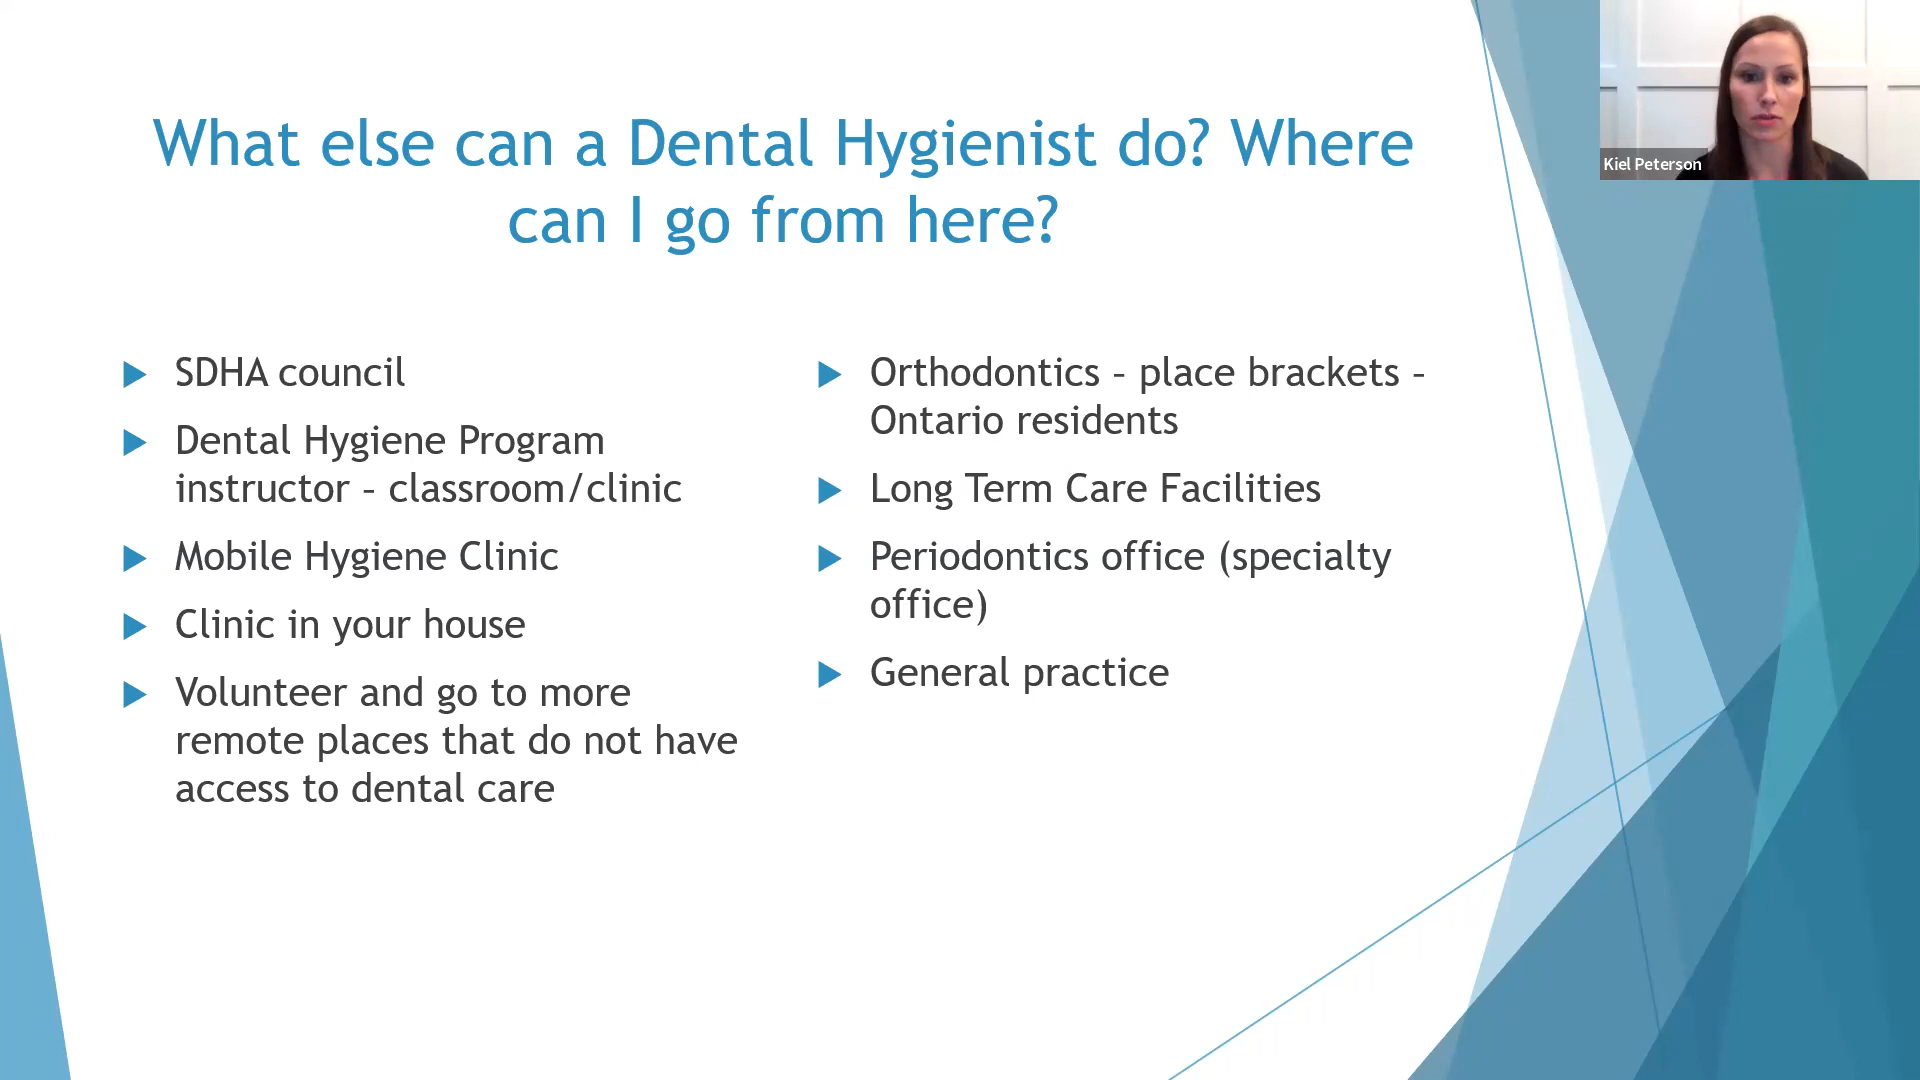 What else can a Dental Hygienist do? Where
can I go from here?
SDHA council
Dental Hygiene Program
instructor – classroom/clinic
Mobile Hygiene Clinic
Clinic in your house
Volunteer and go to more
remote places that do not have
access to dental care
Orthodontics – place brackets –
Ontario residents
Long Term Care Facilities
Periodontics office (specialty
office)
General practice
Kiel Peterson